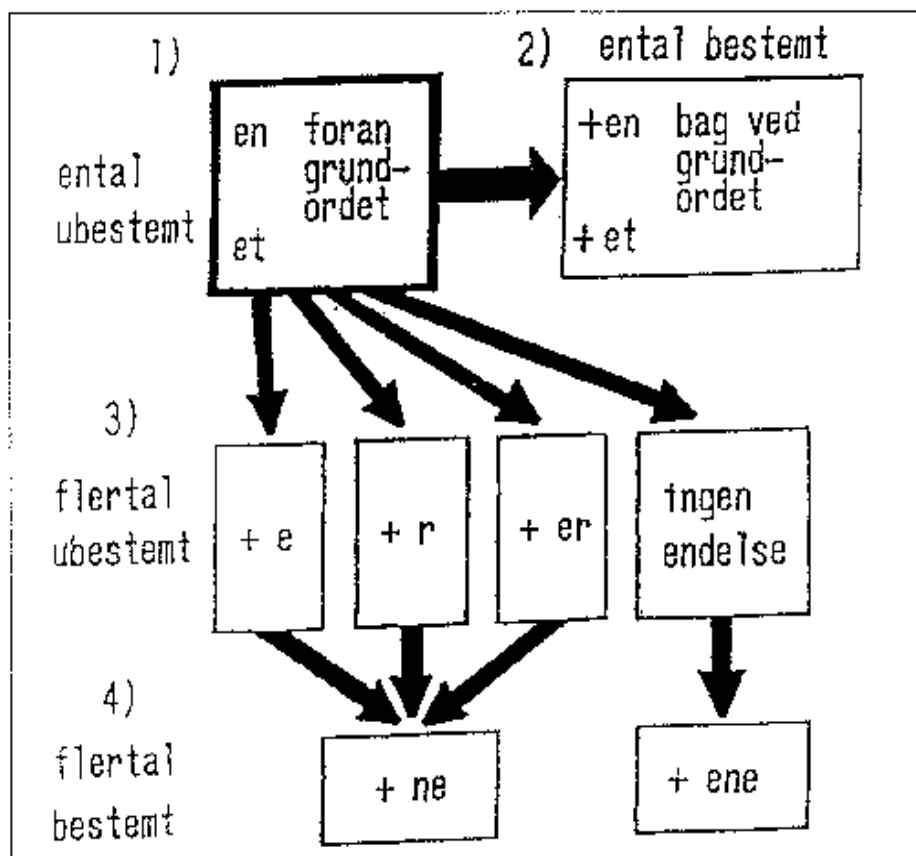 1)
2) ental bestemt
en foran
grund-
ordet
et
ental
ubestemt
+en bag ved
grund-
ordet
+et
3)
flertal
ubestemt
+ e
+ r
+ er
ingen
endelse
4)
flertal
bestemt
+ ne
+ ene